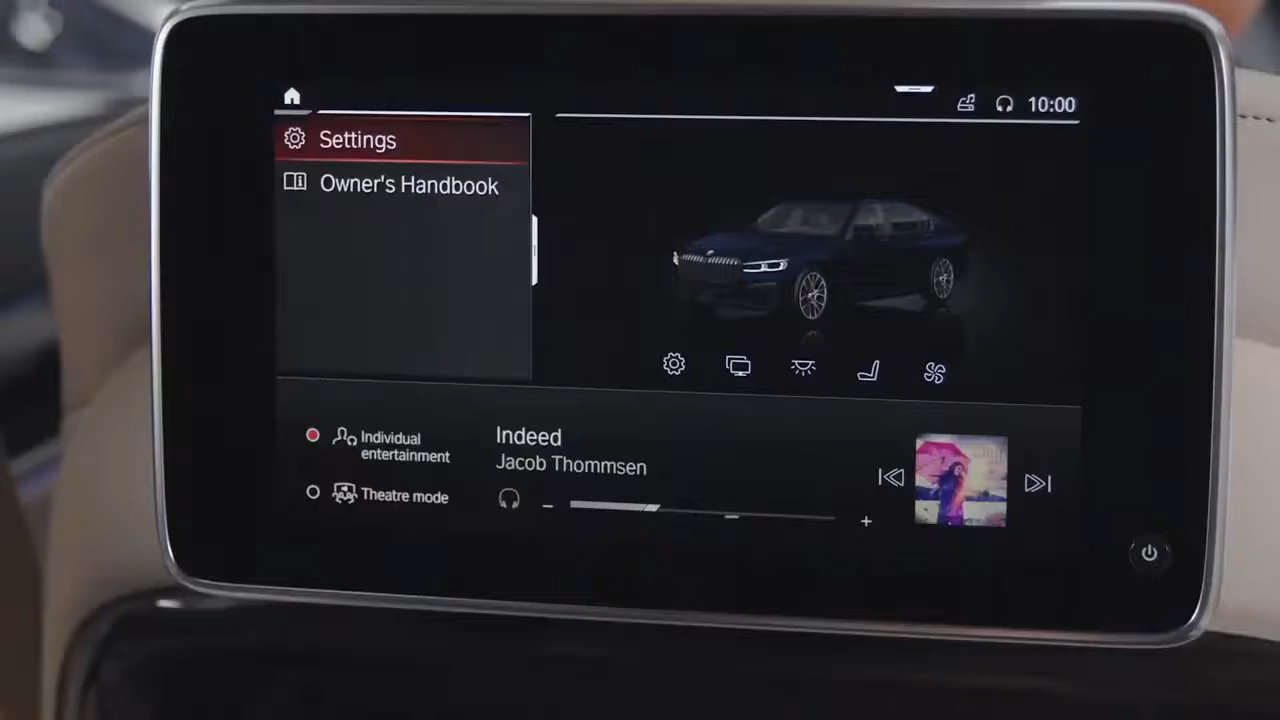 10:00
Settings
Owner's Handbook
Individual
entertainment
Theatre mode
Indeed
Jacob Thommsen